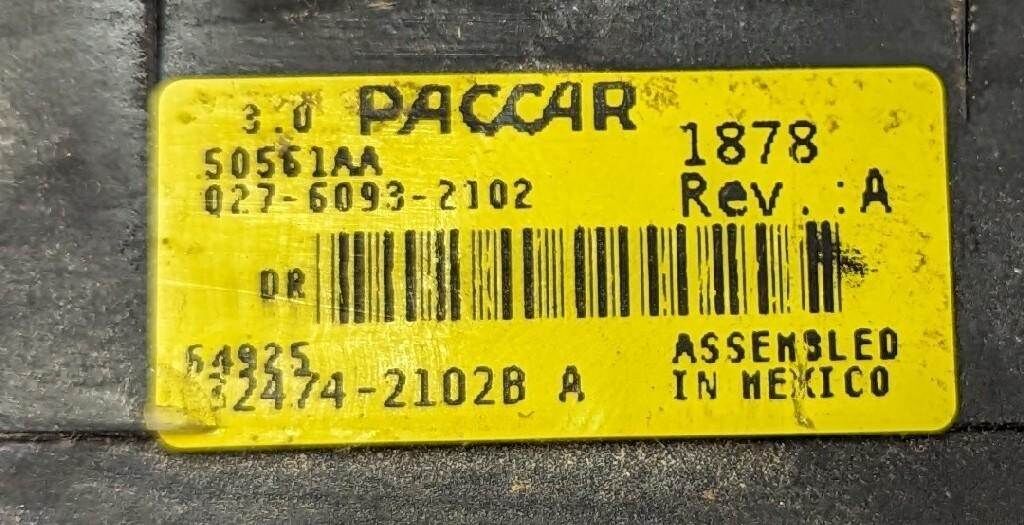 3.0 PACCAR
50561AA
1878
Q27-6093-2102
Rev.:A
DR
64925
ASSEMBLED
32474-2102B A
IN MEXICO